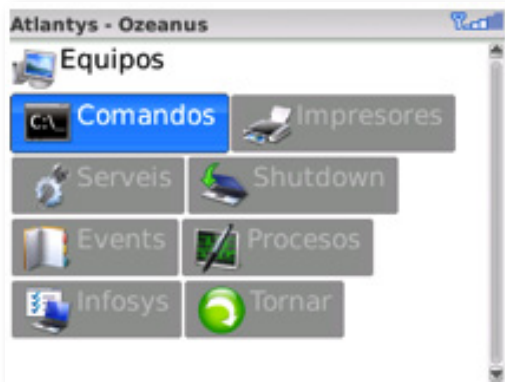 Atlantys - Ozeanus
Equipos
C:\_ Comandos Impresores
Serveis Shutdown
Events Procesos
Infosys Tornar